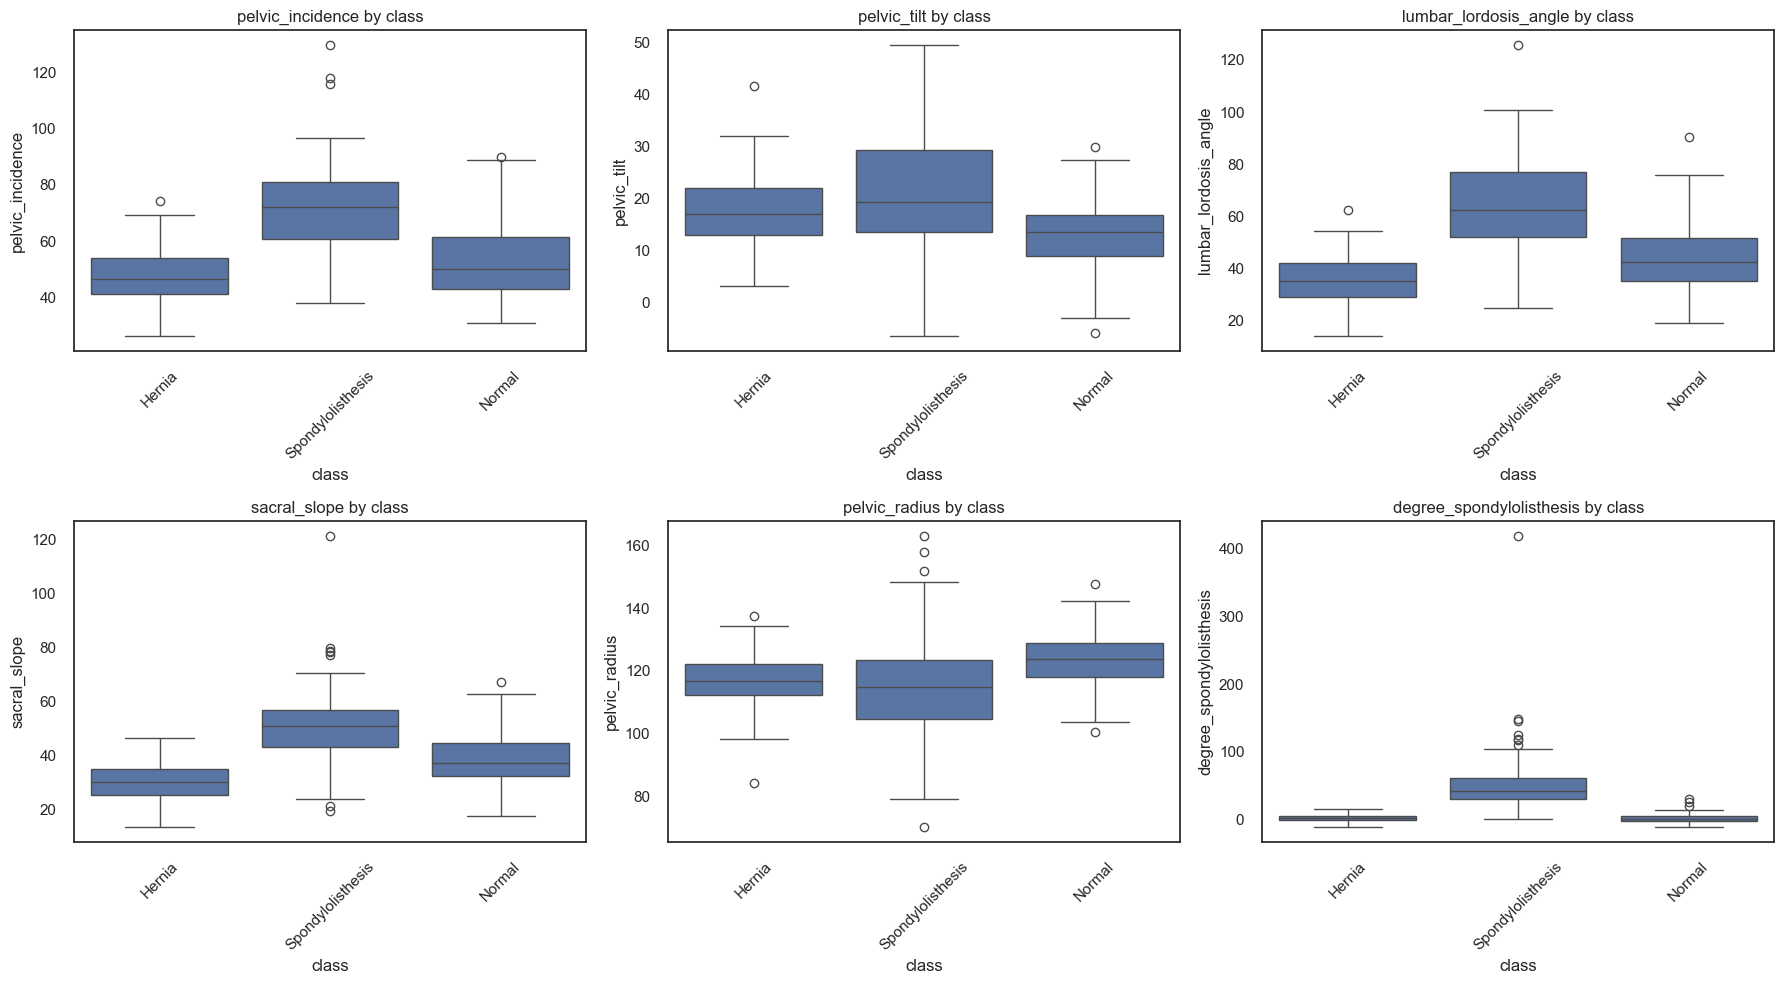 pelvic_incidence by class
pelvic_incidence
120
100
80
60
40
Hernia
Spondylolisthesis
Normal
class
pelvic_tilt by class
pelvic_tilt
50
40
30
20
10
0
Hernia
Spondylolisthesis
Normal
class
lumbar_lordosis_angle by class
lumbar_lordosis_angle
120
100
80
60
40
20
Hernia
Spondylolisthesis
Normal
class
sacral_slope by class
sacral_slope
120
100
80
60
40
20
Hernia
Spondylolisthesis
Normal
class
pelvic_radius by class
pelvic_radius
160
140
120
100
80
Hernia
Spondylolisthesis
Normal
class
degree_spondylolisthesis by class
degree_spondylolisthesis
400
300
200
100
0
Hernia
Spondylolisthesis
Normal
class